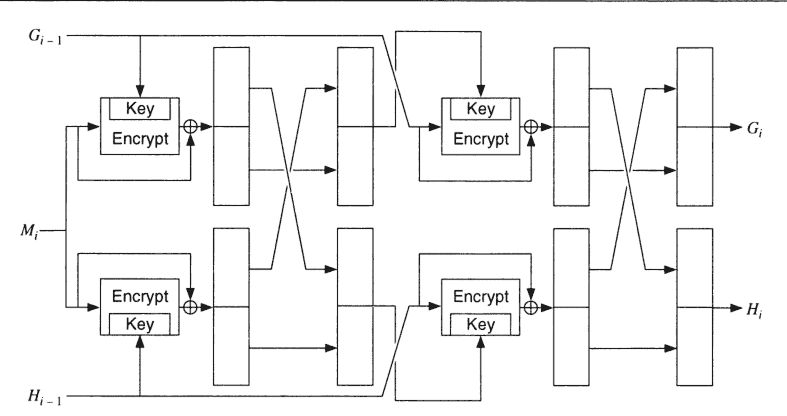 G_{i-1}
Key
Encrypt
Key
Encrypt
G_i
M_i
Encrypt
Key
Encrypt
Key
H_i
H_{i-1}